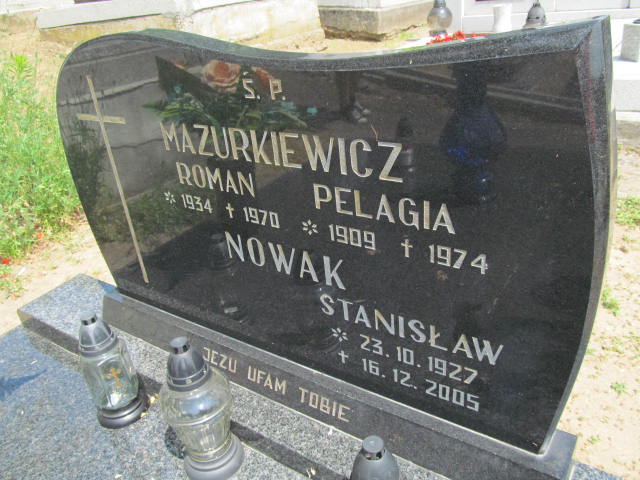 Ś. P.
MAZURKIEWICZ
ROMAN PELAGIA
* 1934 † 1970 * 1909 † 1974
NOWAK
STANISŁAW
* 23.10.1927
† 16.12.2005
JEZU UFAM TOBIE